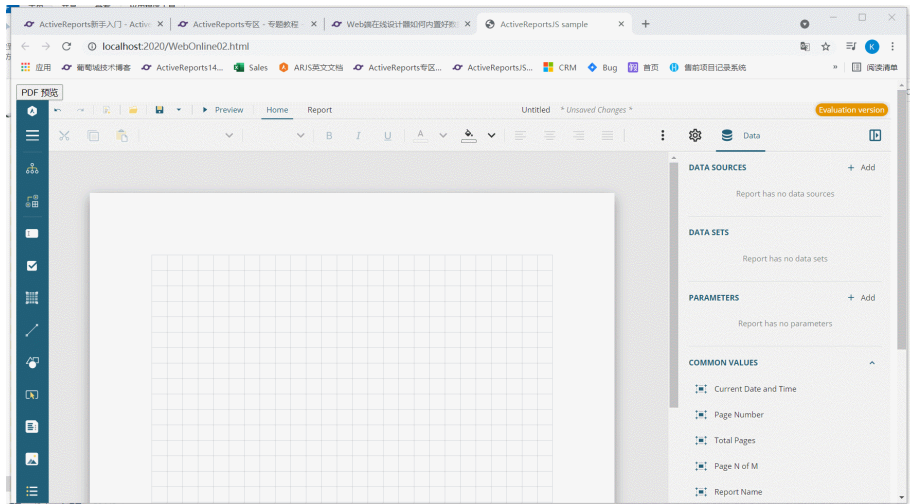 ActiveReports新手入门 - Active
ActiveReports专区 - 专题教程 -
Web端在线设计器如何内置好数
ActiveReportsJS sample
localhost:2020/WebOnline02.html
K
应用
葡萄城技术博客
ActiveReports14...
Sales
ARJS英文文档
ActiveReports专区...
ActiveReportsJS...
CRM
Bug
首页
售前项目记录系统
»
阅读清单
PDF 预览
Preview
Home
Report
Untitled
* Unsaved Changes *
Evaluation version
B
I
U
A
Data
DATA SOURCES
+ Add
Report has no data sources
DATA SETS
Report has no data sets
PARAMETERS
+ Add
Report has no parameters
COMMON VALUES
Current Date and Time
Page Number
Total Pages
Page N of M
Report Name